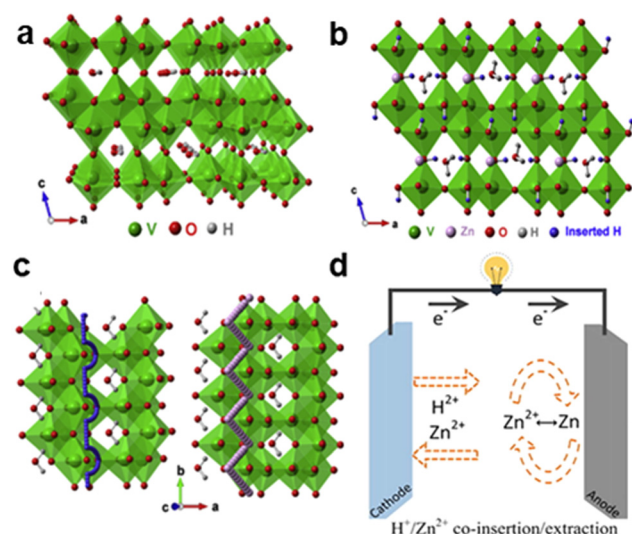 a
c
a
V O H
b
c
a
V Zn O H Inserted H
c
b
c
a
d
e-
e-
H²⁺
Zn²⁺
Zn²⁺↔Zn
Cathode
Anode
H⁺/Zn²⁺ co-insertion/extraction